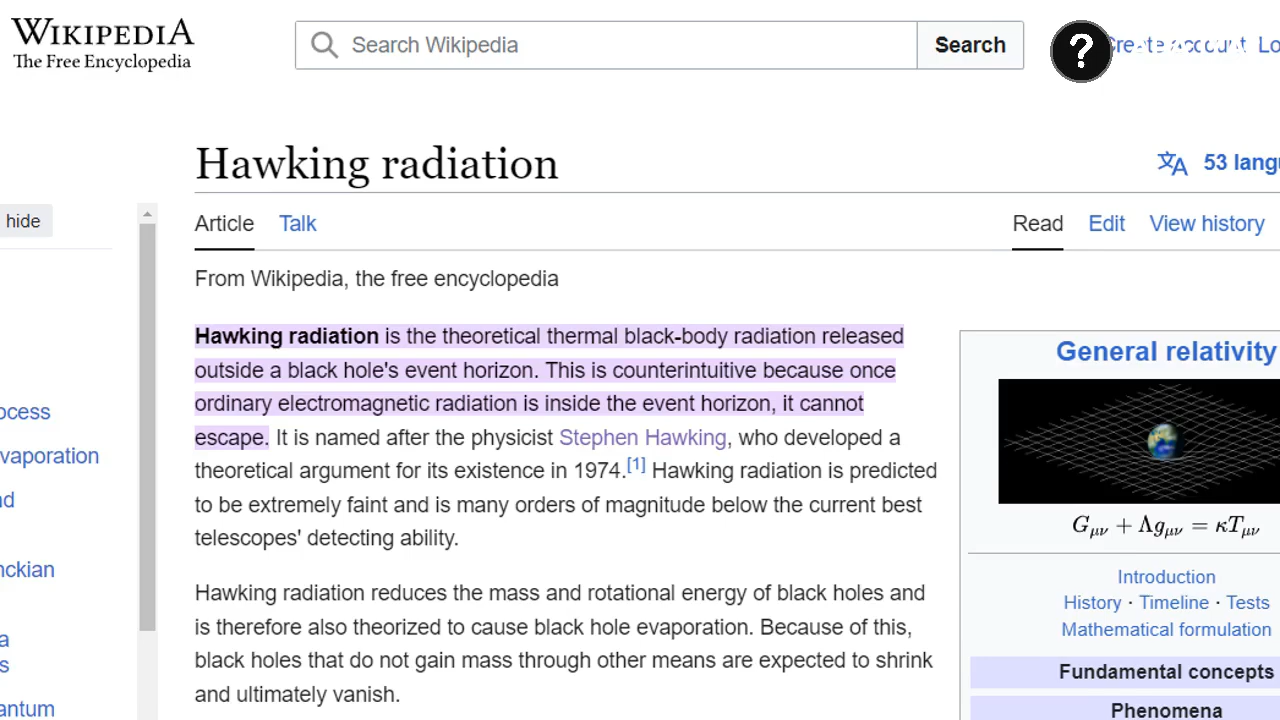 WIKIPEDIA
The Free Encyclopedia
Search Wikipedia
Search
?
Create account
Hawking radiation
53
Article
Talk
Read
Edit
View history
hide
From Wikipedia, the free encyclopedia
Hawking radiation is the theoretical thermal black-body radiation released
outside a black hole's event horizon. This is counterintuitive because once
ordinary electromagnetic radiation is inside the event horizon, it cannot
escape. It is named after the physicist Stephen Hawking, who developed a
theoretical argument for its existence in 1974.[1] Hawking radiation is predicted
to be extremely faint and is many orders of magnitude below the current best
telescopes' detecting ability.
Hawking radiation reduces the mass and rotational energy of black holes and
is therefore also theorized to cause black hole evaporation. Because of this,
black holes that do not gain mass through other means are expected to shrink
and ultimately vanish.
General relativity
Gμν + Λgμν = κTμν
Introduction
History · Timeline · Tests
Mathematical formulation
Fundamental concepts
Phenomena